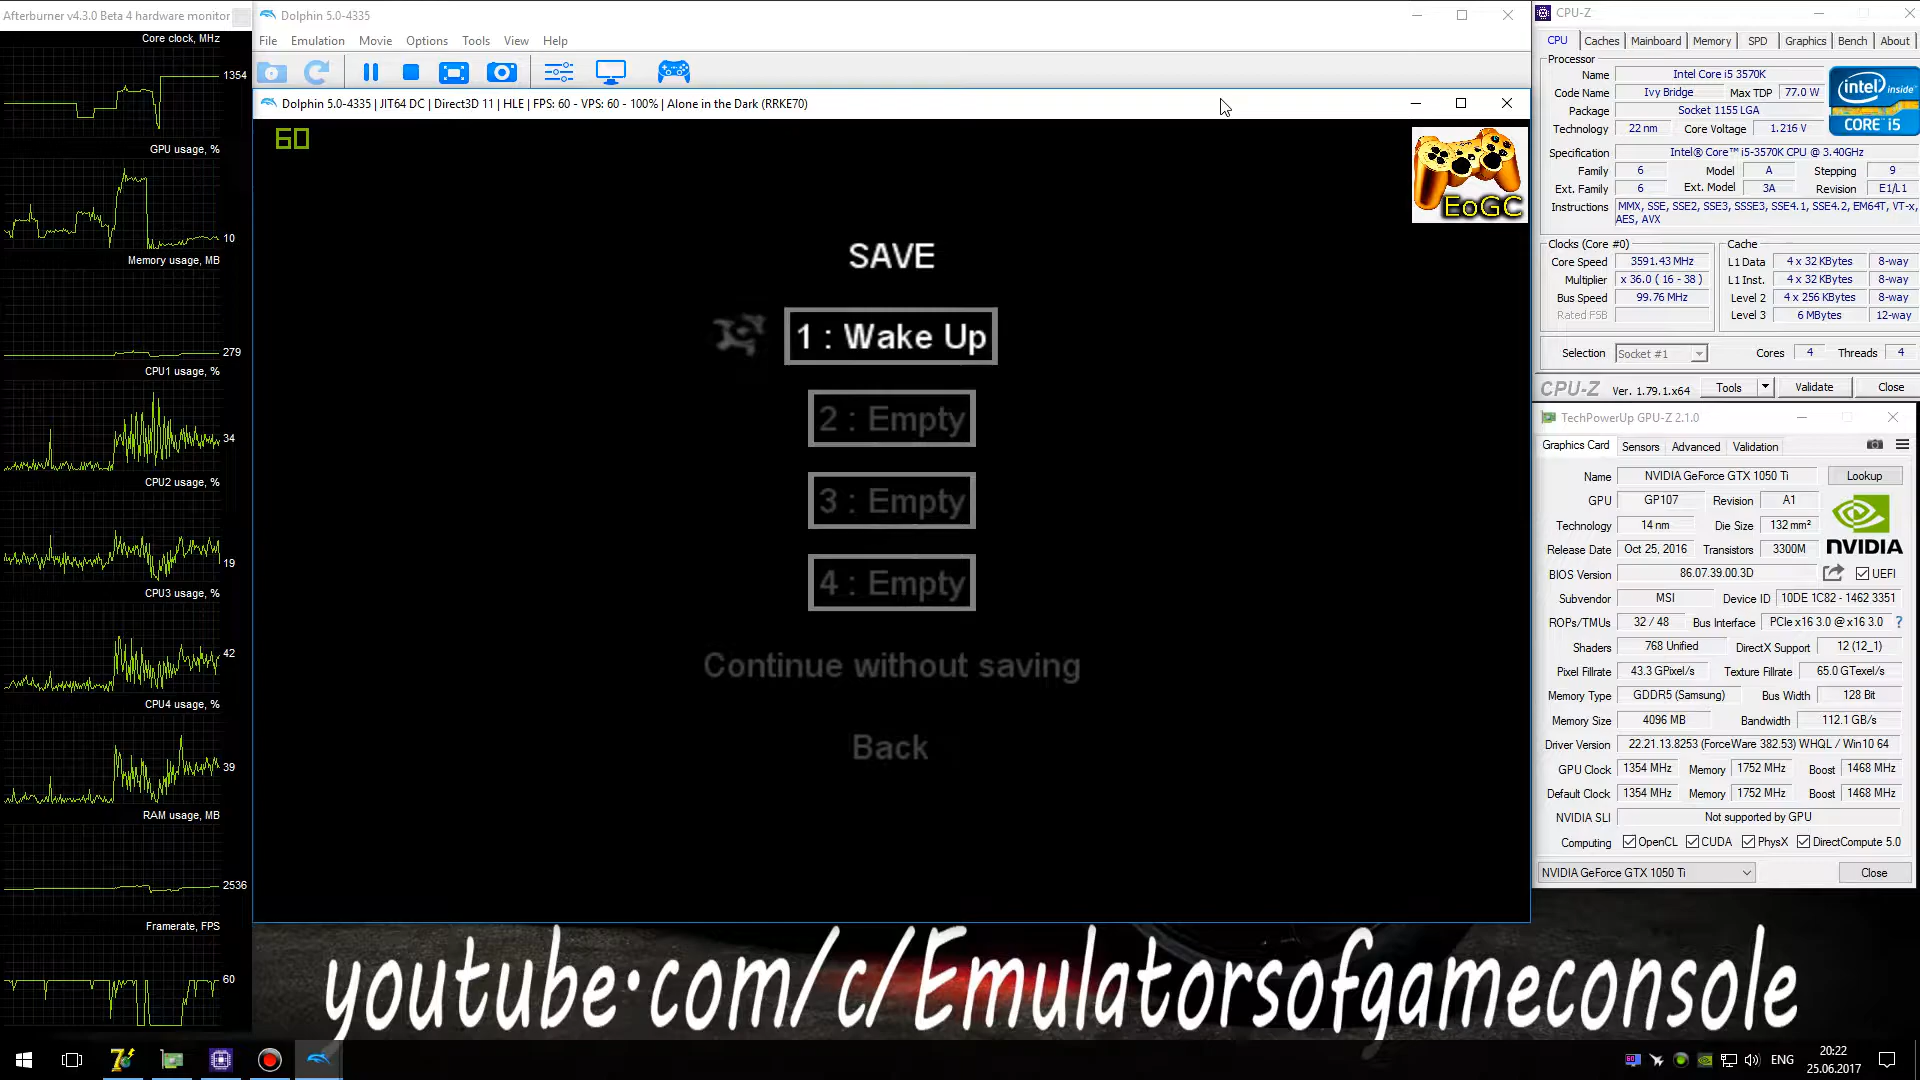 Afterburner v4.3.0 Beta 4 hardware monitor
Core clock, MHz
1354
GPU usage, %
10
Memory usage, MB
279
CPU1 usage, %
34
CPU2 usage, %
19
CPU3 usage, %
42
CPU4 usage, %
39
RAM usage, MB
2536
Framerate, FPS
60
Dolphin 5.0-4335
File Emulation Movie Options Tools View Help
Dolphin 5.0-4335 | JIT64 DC | Direct3D 11 | HLE | FPS: 60 - VPS: 60 - 100% | Alone in the Dark (RRKE70)
60
EoGC
SAVE
1 : Wake Up
2 : Empty
3 : Empty
4 : Empty
Continue without saving
Back
CPU-Z
CPU Caches Mainboard Memory SPD Graphics Bench About
Processor
Name Intel Core i5 3570K
Code Name Ivy Bridge Max TDP 77.0 W
Package Socket 1155 LGA
Technology 22 nm Core Voltage 1.216 V
intel inside™
CORE i5
Specification Intel® Core™ i5-3570K CPU @ 3.40GHz
Family 6 Model A Stepping 9
Ext. Family 6 Ext. Model 3A Revision E1/L1
Instructions MMX, SSE, SSE2, SSE3, SSSE3, SSE4.1, SSE4.2, EM64T, VT-x,
AES, AVX
Clocks (Core #0)
Core Speed 3591.43 MHz
Multiplier x 36.0 ( 16 - 38 )
Bus Speed 99.76 MHz
Rated FSB
Cache
L1 Data 4 x 32 KBytes 8-way
L1 Inst. 4 x 32 KBytes 8-way
Level 2 4 x 256 KBytes 8-way
Level 3 6 MBytes 12-way
Selection Socket #1 Cores 4 Threads 4
CPU-Z Ver. 1.79.1.x64 Tools Validate Close
TechPowerUp GPU-Z 2.1.0
Graphics Card Sensors Advanced Validation
Name NVIDIA GeForce GTX 1050 Ti Lookup
GPU GP107 Revision A1
Technology 14 nm Die Size 132 mm²
Release Date Oct 25, 2016 Transistors 3300M
NVIDIA
BIOS Version 86.07.39.00.3D UEFI
Subvendor MSI Device ID 10DE 1C82 - 1462 3351
ROPs/TMUs 32 / 48 Bus Interface PCIe x16 3.0 @ x16 3.0 ?
Shaders 768 Unified DirectX Support 12 (12_1)
Pixel Fillrate 43.3 GPixel/s Texture Fillrate 65.0 GTexel/s
Memory Type GDDR5 (Samsung) Bus Width 128 Bit
Memory Size 4096 MB Bandwidth 112.1 GB/s
Driver Version 22.21.13.8253 (ForceWare 382.53) WHQL / Win10 64
GPU Clock 1354 MHz Memory 1752 MHz Boost 1468 MHz
Default Clock 1354 MHz Memory 1752 MHz Boost 1468 MHz
NVIDIA SLI Not supported by GPU
Computing OpenCL CUDA PhysX DirectCompute 5.0
NVIDIA GeForce GTX 1050 Ti Close
youtube.com/c/Emulatorsofgameconsole
ENG
20:22
25.06.2017